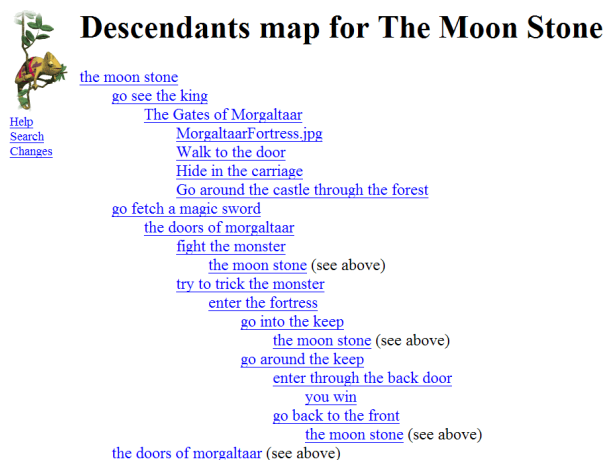 Descendants map for The Moon Stone
Help
Search
Changes
the moon stone
go see the king
The Gates of Morgaltaar
MorgaltaarFortress.jpg
Walk to the door
Hide in the carriage
Go around the castle through the forest
go fetch a magic sword
the doors of morgaltaar
fight the monster
the moon stone (see above)
try to trick the monster
enter the fortress
go into the keep
the moon stone (see above)
go around the keep
enter through the back door
you win
go back to the front
the moon stone (see above)
the doors of morgaltaar (see above)